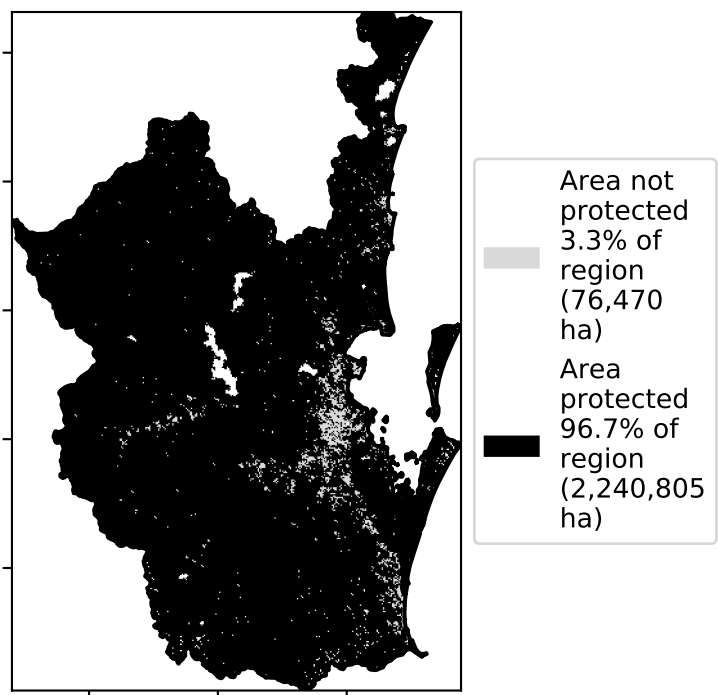 Area not
protected
3.3% of
region
(76,470
ha)
Area
protected
96.7% of
region
(2,240,805
ha)